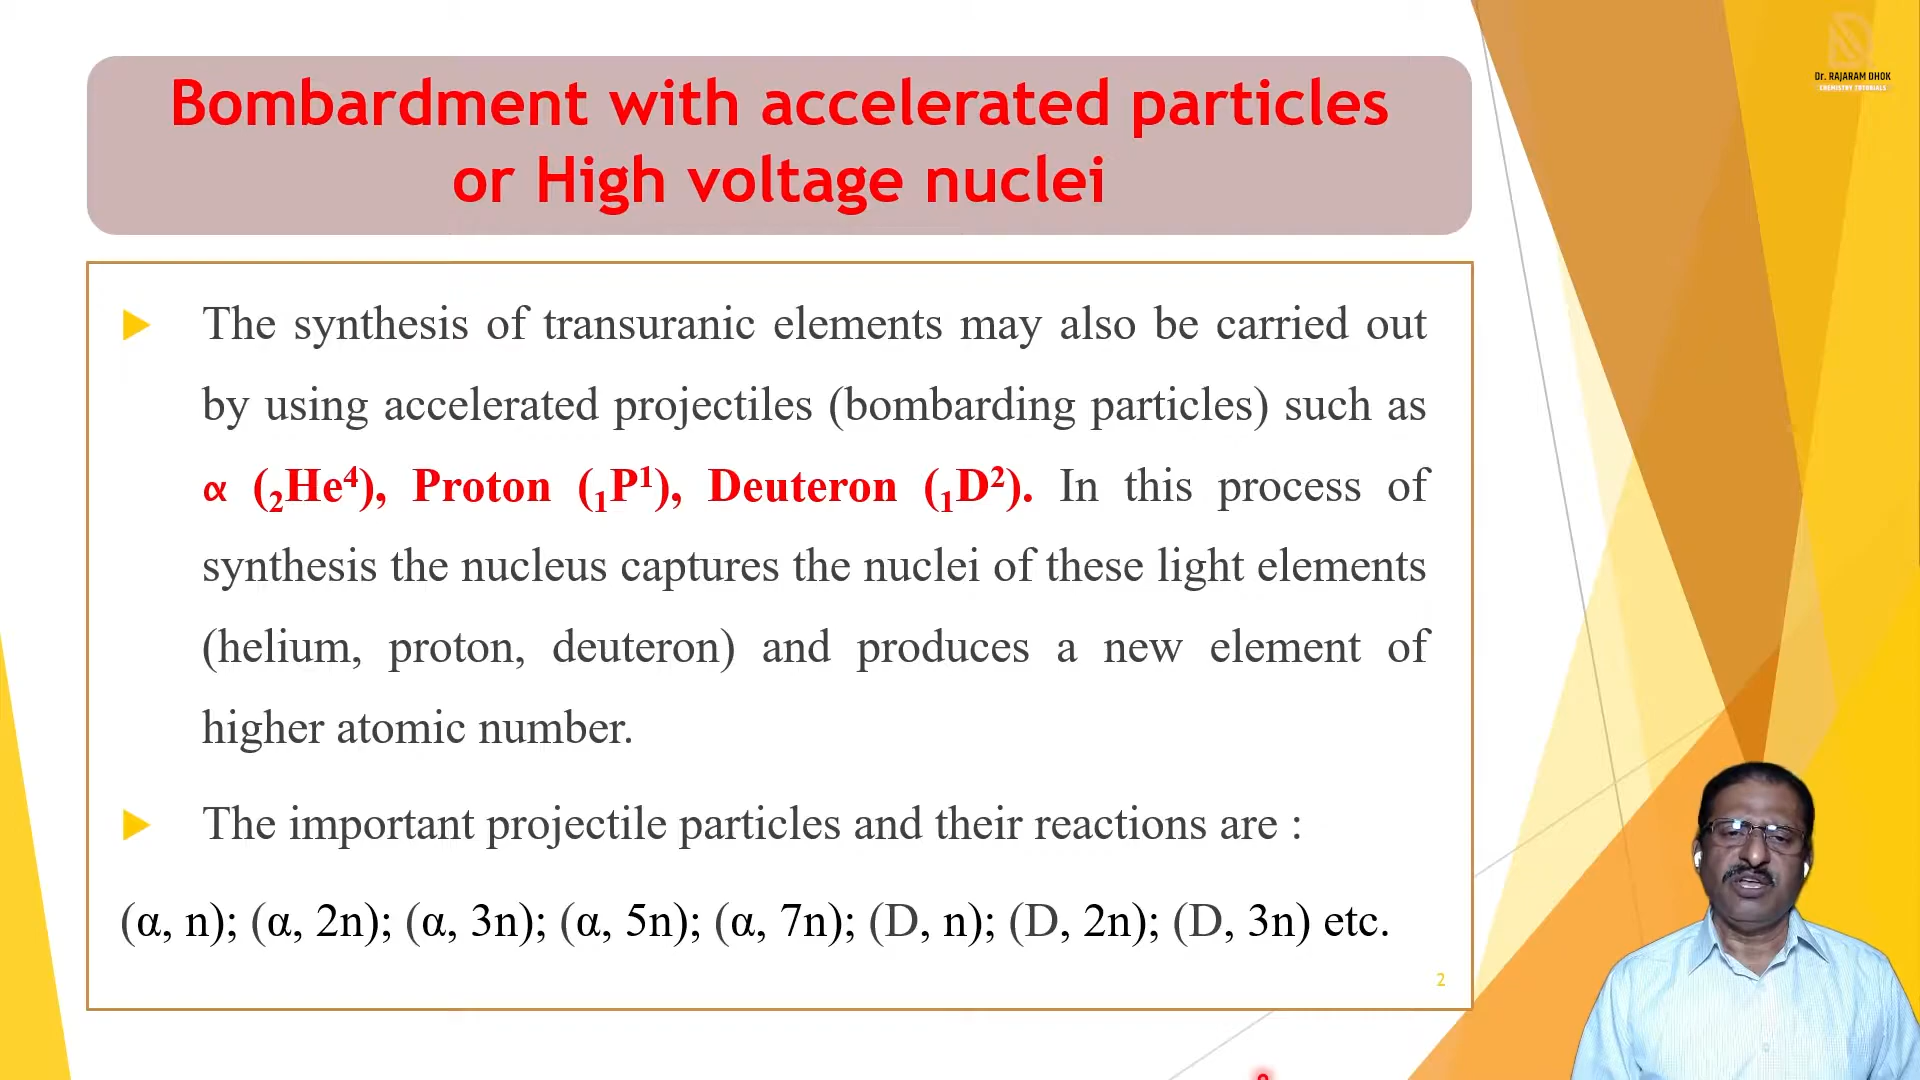 Dr. RAJARAM DHOK
CHEMISTRY TUTORIALS
Bombardment with accelerated particles
or High voltage nuclei
The synthesis of transuranic elements may also be carried out
by using accelerated projectiles (bombarding particles) such as
α (₂He⁴), Proton (₁P¹), Deuteron (₁D²). In this process of
synthesis the nucleus captures the nuclei of these light elements
(helium, proton, deuteron) and produces a new element of
higher atomic number.
The important projectile particles and their reactions are :
(α, n); (α, 2n); (α, 3n); (α, 5n); (α, 7n); (D, n); (D, 2n); (D, 3n) etc.
2